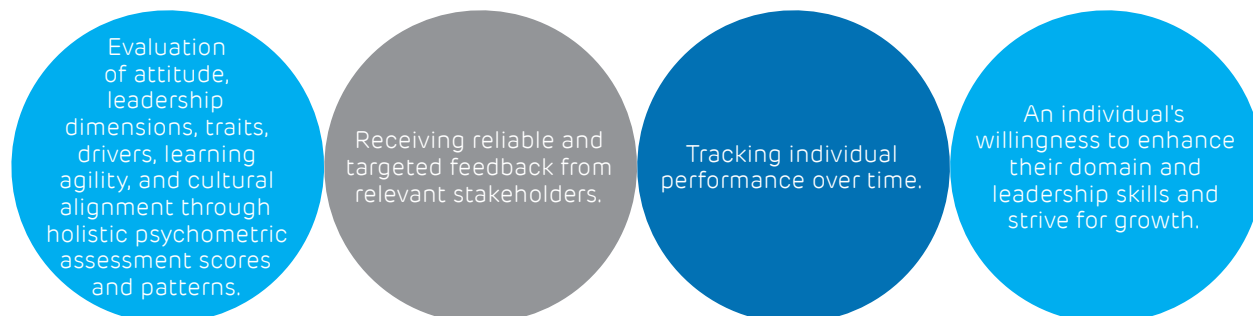 Evaluation
of attitude,
leadership
dimensions, traits,
drivers, learning
agility, and cultural
alignment through
holistic psychometric
assessment scores
and patterns.
Receiving reliable and
targeted feedback from
relevant stakeholders.
Tracking individual
performance over time.
An individual's
willingness to enhance
their domain and
leadership skills and
strive for growth.